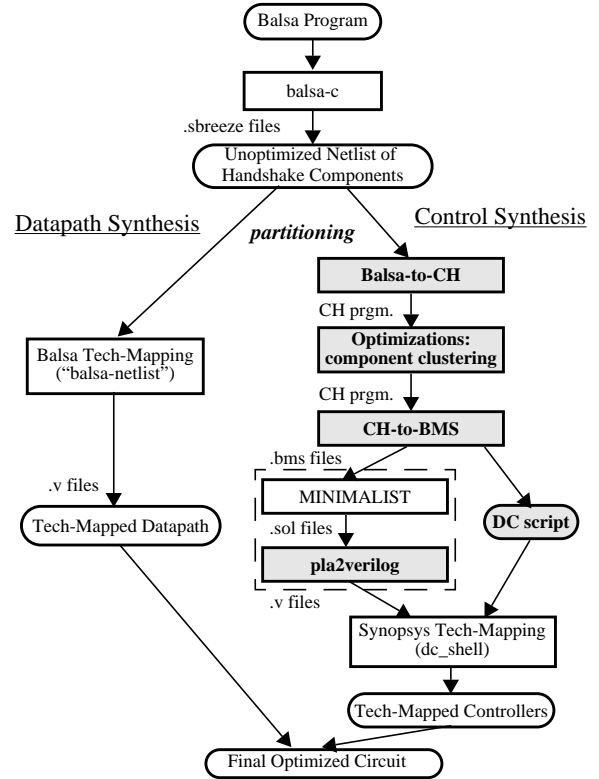 Balsa Program
balsa-c
.sbreeze files
Unoptimized Netlist of
Handshake Components
Datapath Synthesis
Control Synthesis
partitioning
Balsa-to-CH
CH prgm.
Optimizations:
component clustering
Balsa Tech-Mapping
(“balsa-netlist”)
CH prgm.
CH-to-BMS
.bms files
MINIMALIST
.v files
Tech-Mapped Datapath
.sol files
DC script
pla2verilog
.v files
Synopsys Tech-Mapping
(dc_shell)
Tech-Mapped Controllers
Final Optimized Circuit